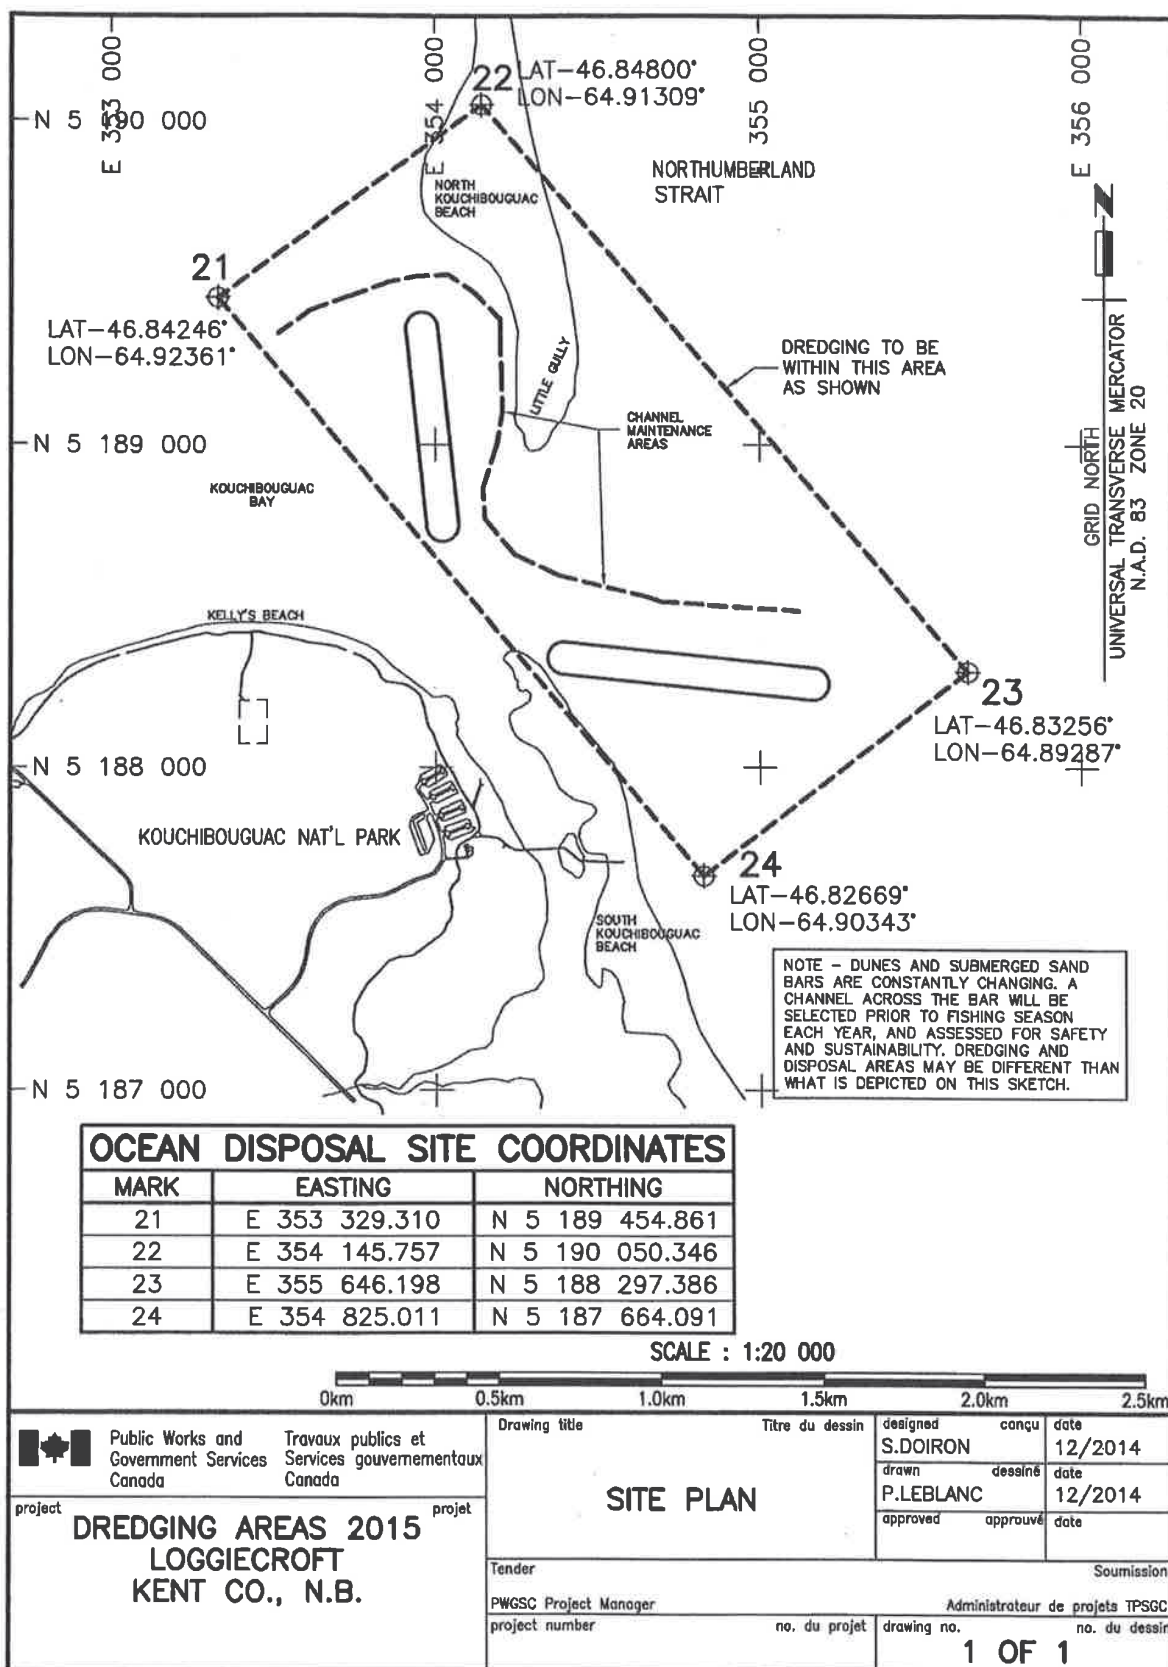 E 353 000
E 354 000
355 000
E 356 000
22
LAT-46.84800°
LON-64.91309°
N 5 190 000
NORTHUMBERLAND
STRAIT
NORTH
KOUCHIBOUGUAC
BEACH
N
21
LAT-46.84246°
LON-64.92361°
LITTLE GULLY
DREDGING TO BE
WITHIN THIS AREA
AS SHOWN
CHANNEL
MAINTENANCE
AREAS
N 5 189 000
KOUCHIBOUGUAC
BAY
GRID NORTH
UNIVERSAL TRANSVERSE MERCATOR
N.A.D. 83 ZONE 20
KELLY'S BEACH
23
LAT-46.83256°
LON-64.89287°
N 5 188 000
KOUCHIBOUGUAC NAT'L PARK
24
LAT-46.82669°
LON-64.90343°
SOUTH
KOUCHIBOUGUAC
BEACH
NOTE - DUNES AND SUBMERGED SAND
BARS ARE CONSTANTLY CHANGING. A
CHANNEL ACROSS THE BAR WILL BE
SELECTED PRIOR TO FISHING SEASON
EACH YEAR, AND ASSESSED FOR SAFETY
AND SUSTAINABILITY. DREDGING AND
DISPOSAL AREAS MAY BE DIFFERENT THAN
WHAT IS DEPICTED ON THIS SKETCH.
N 5 187 000
OCEAN DISPOSAL SITE COORDINATES
MARK EASTING NORTHING
21 E 353 329.310 N 5 189 454.861
22 E 354 145.757 N 5 190 050.346
23 E 355 646.198 N 5 188 297.386
24 E 354 825.011 N 5 187 664.091
SCALE : 1:20 000
0km 0.5km 1.0km 1.5km 2.0km 2.5km
Public Works and
Government Services
Canada
Travaux publics et
Services gouvernementaux
Canada
project projet
DREDGING AREAS 2015
LOGGIECROFT
KENT CO., N.B.
Drawing title Titre du dessin
SITE PLAN
designed conçu date
S.DOIRON 12/2014
drawn dessiné date
P.LEBLANC 12/2014
approved approuvé date
Tender Soumission
PWGSC Project Manager Administrateur de projets TPSGC
project number no. du projet
drawing no. no. du dessin
1 OF 1